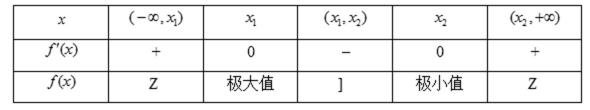 x (−∞, x₁) x₁ (x₁, x₂) x₂ (x₂, +∞)
f′(x) + 0 − 0 +
f(x) Z 极大值 ] 极小值 Z